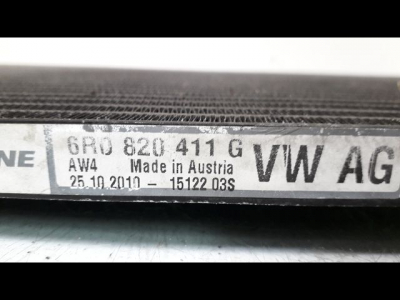 NE 6R0 820 411 G VW AG
AW4 Made in Austria
25.10.2010 - 15122 03S